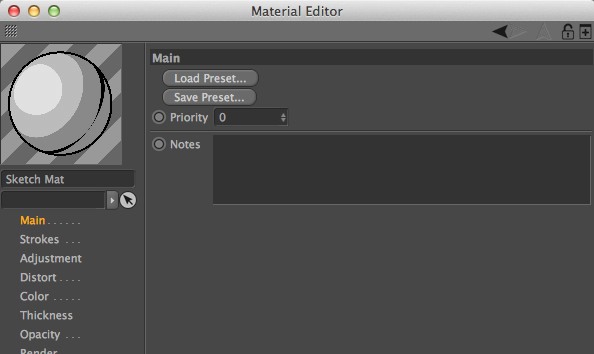 Material Editor
Main
Load Preset...
Save Preset...
Priority 0
Notes
Sketch Mat
Main . . . . . .
Strokes . . .
Adjustment
Distort . . . .
Color . . . . .
Thickness
Opacity . . .
Render